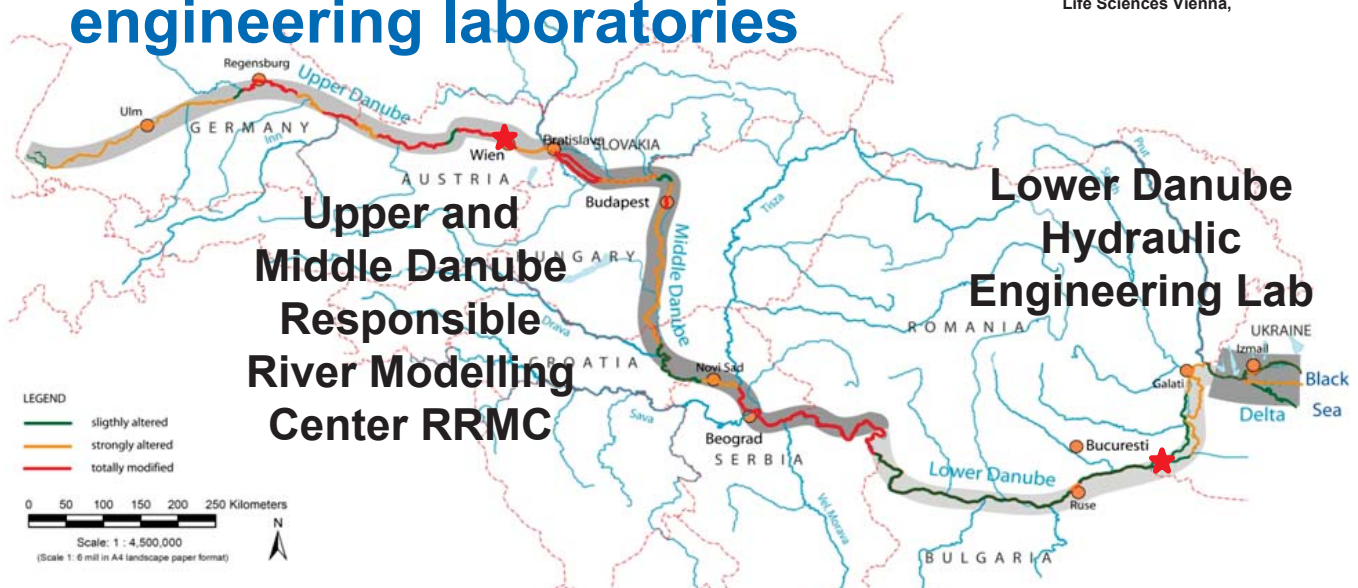 engineering laboratories
Life Sciences Vienna,
Regensburg
Upper Danube
Ulm
GERMANY
Inn
Wien
Bratislava
SLOVAKIA
AUSTRIA
Budapest
Upper and
Middle Danube
Responsible
River Modelling
Center RRMC
HUNGARY
Middle Danube
Tisza
Prut
Lower Danube
Hydraulic
Engineering Lab
ROMANIA
UKRAINE
Izmail
Galati
Black
Sea
Delta
Drava
CROATIA
Novi Sad
Sava
Beograd
SERBIA
Vel.Morava
Bucuresti
Lower Danube
Ruse
BULGARIA
LEGEND
sligthly altered
strongly altered
totally modified
0 50 100 150 200 250 Kilometers
Scale: 1 : 4,500,000
(Scale 1: 6 mill in A4 landscape paper format)
N